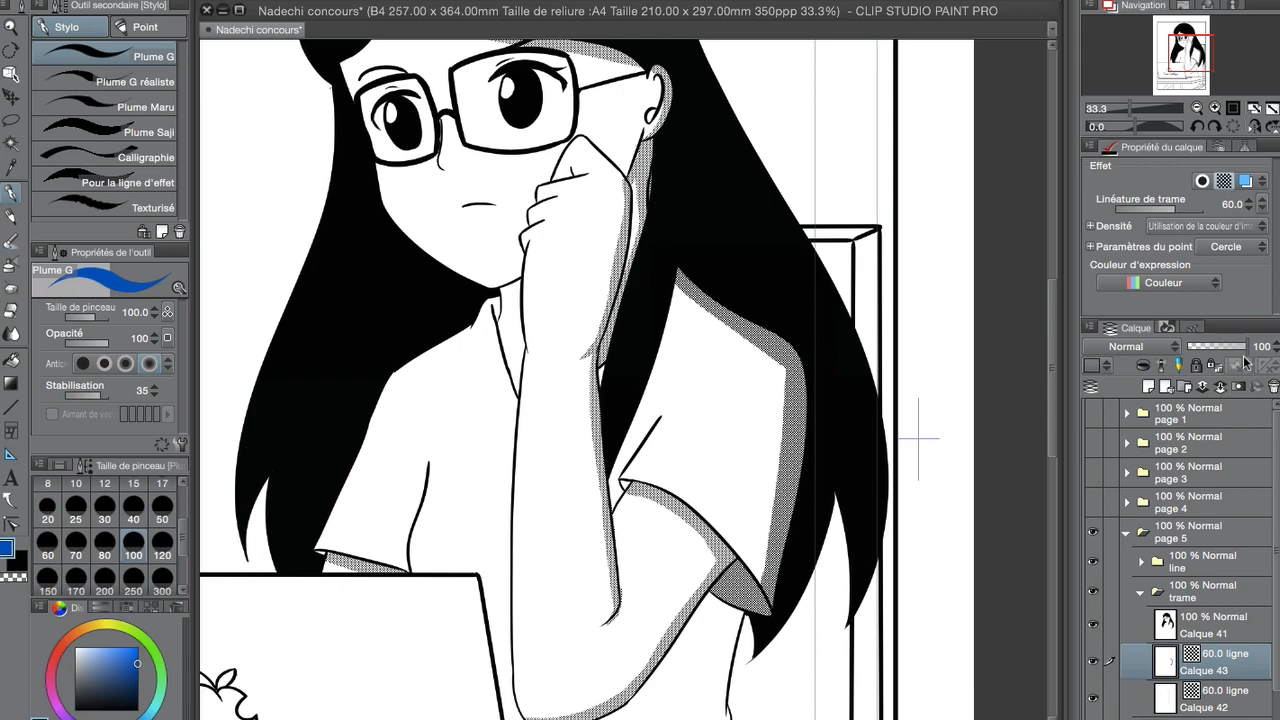 Outil secondaire [Stylo]
Nadechi concours* (B4 257.00 x 364.00mm Taille de reliure :A4 Taille 210.00 x 297.00mm 350ppp 33.3%) - CLIP STUDIO PAINT PRO
Navigation
Nadechi concours*
Stylo
Point
Plume G
Plume G réaliste
Plume Maru
Plume Saji
Calligraphie
Pour la ligne d'effet
Texturisé
Propriétés de l'outil
Plume G
Taille de pinceau 100.0
Opacité 100
Stabilisation 35
Aimant de vec
Taille de pinceau
8 10 12 15 17
20 25 30 40 50
60 70 80 100 120
150 170 200 250 300
33.3
0.0
Propriété du calque
Effet
Linéature de trame 60.0
Densité
Paramètres du point Cercle
Couleur d'expression
Couleur
Calque
Normal 100
100 % Normal
page 1
100 % Normal
page 2
100 % Normal
page 3
100 % Normal
page 4
100 % Normal
page 5
100 % Normal
line
100 % Normal
trame
100 % Normal
Calque 41
60.0 ligne
Calque 43
60.0 ligne
Calque 42